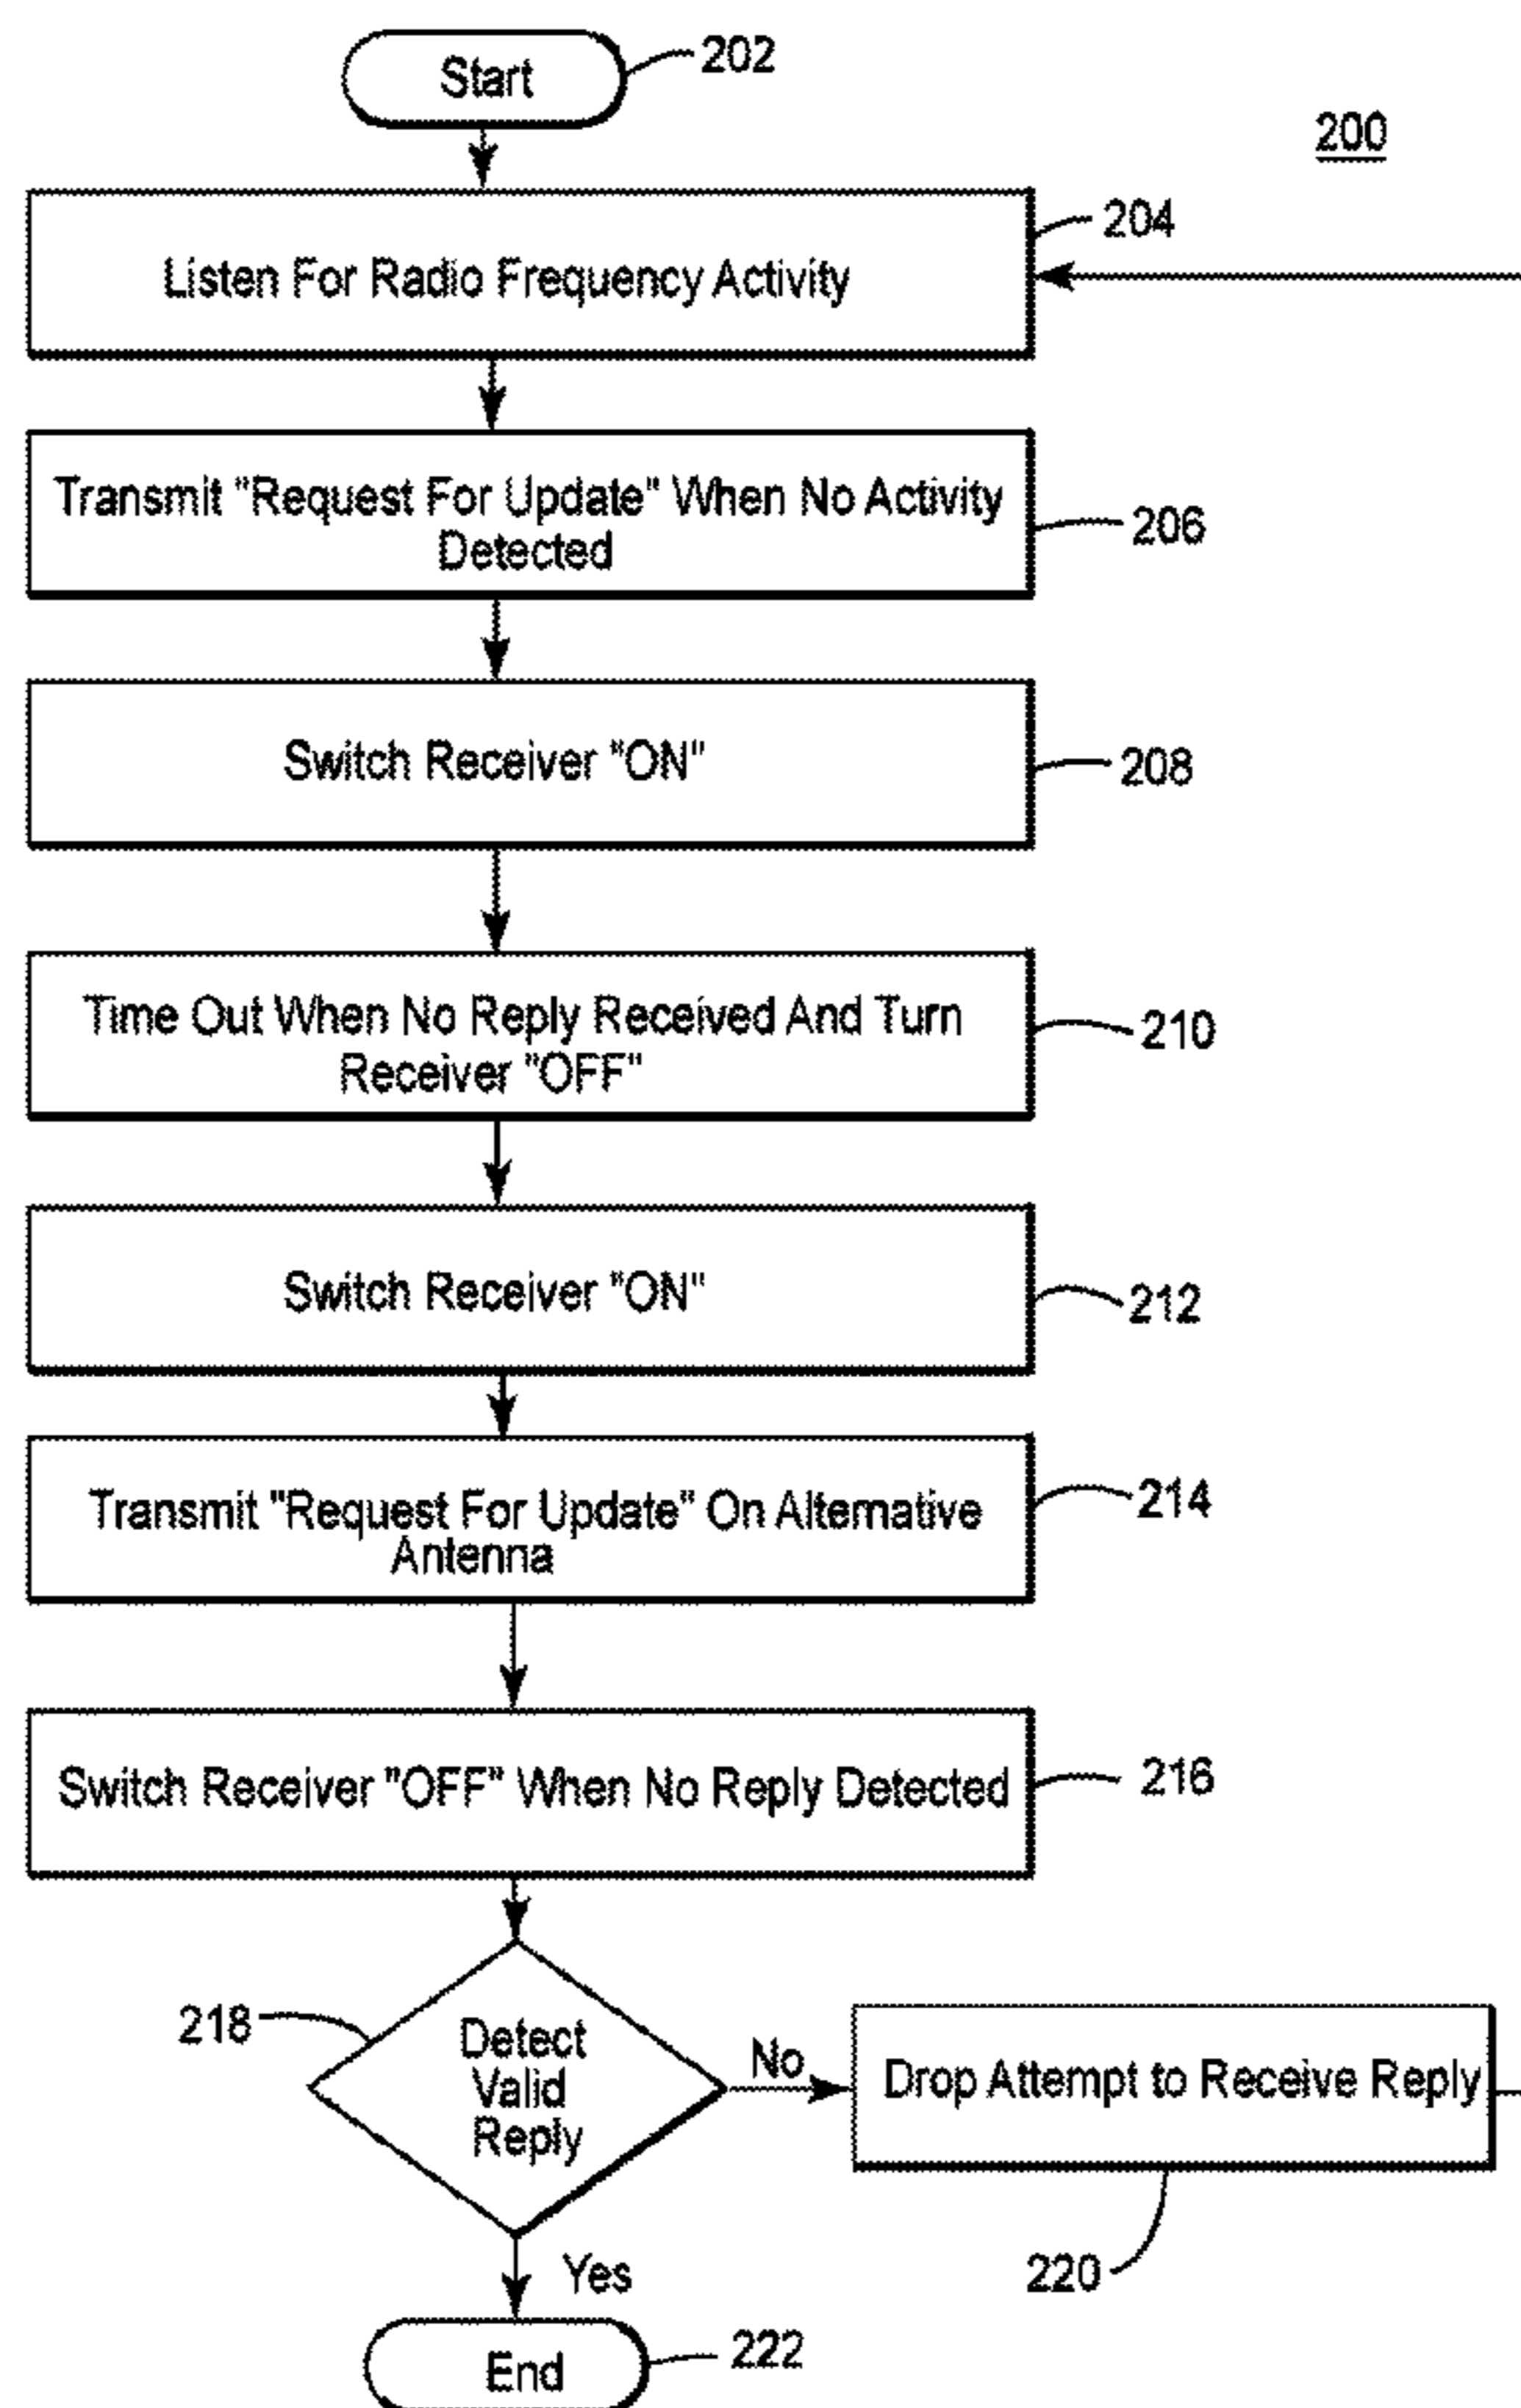 Start
202
200
204
Listen For Radio Frequency Activity
Transmit "Request For Update" When No Activity
Detected
206
Switch Receiver "ON"
208
Time Out When No Reply Received And Turn
Receiver "OFF"
210
Switch Receiver "ON"
212
Transmit "Request For Update" On Alternative
Antenna
214
Switch Receiver "OFF" When No Reply Detected
216
218
Detect
Valid
Reply
No
Drop Attempt to Receive Reply
220
Yes
End
222